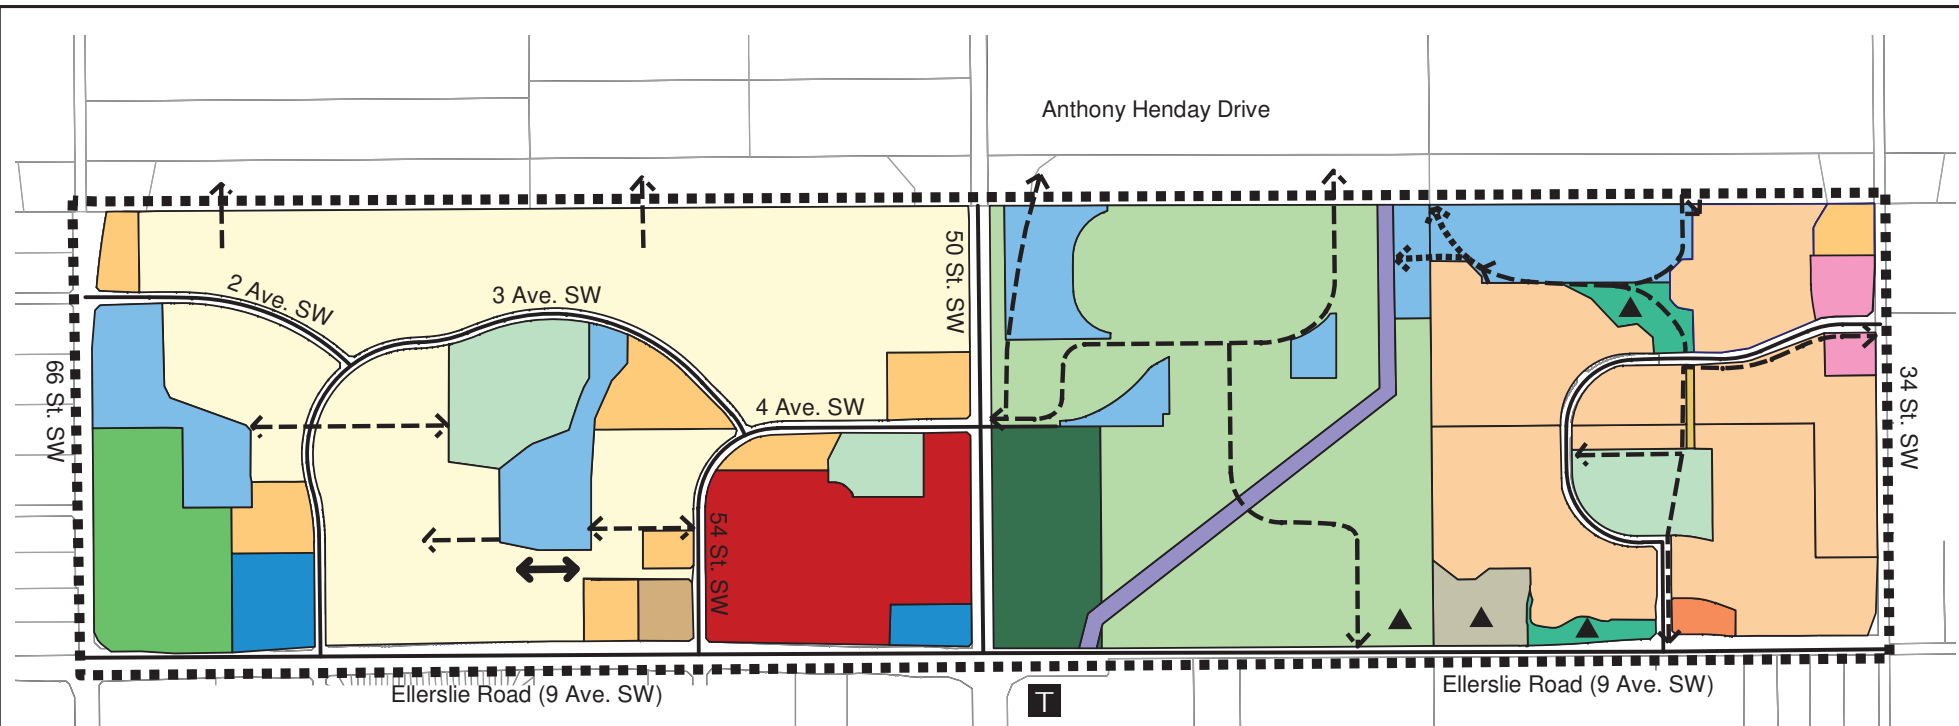 Anthony Henday Drive
50 St. SW
2 Ave. SW
3 Ave. SW
66 St. SW
4 Ave. SW
34 St. SW
54 St. SW
Ellerslie Road (9 Ave. SW)
T
Ellerslie Road (9 Ave. SW)